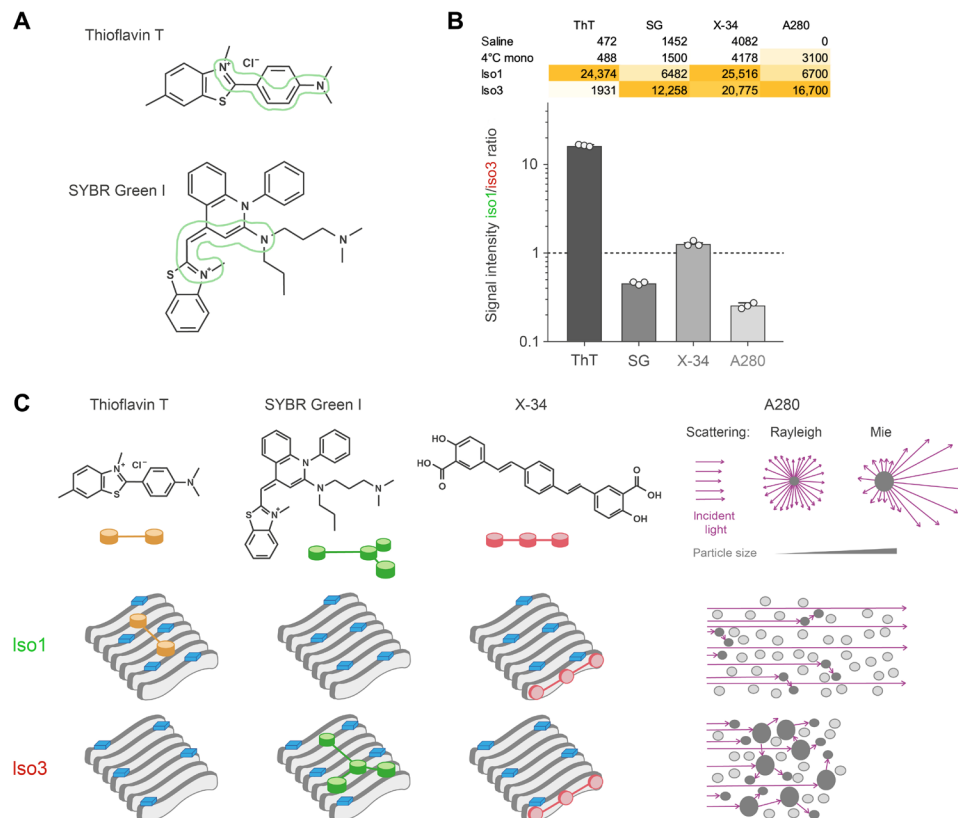 A
Thioflavin T
N+
Cl−
S
N
SYBR Green I
N
N
N
S
N+
B
ThT SG X-34 A280
Saline 472 1452 4082 0
4°C mono 488 1500 4178 3100
Iso1 24,374 6482 25,516 6700
Iso3 1931 12,258 20,775 16,700
Signal intensity iso1/iso3 ratio
10
1
0.1
ThT SG X-34 A280
C
Thioflavin T SYBR Green I X-34 A280
N+
Cl−
S
N
N
N
N
S
N+
HO
HO
O
O
OH
OH
Scattering: Rayleigh Mie
Incident
light
Particle size
Iso1
Iso3